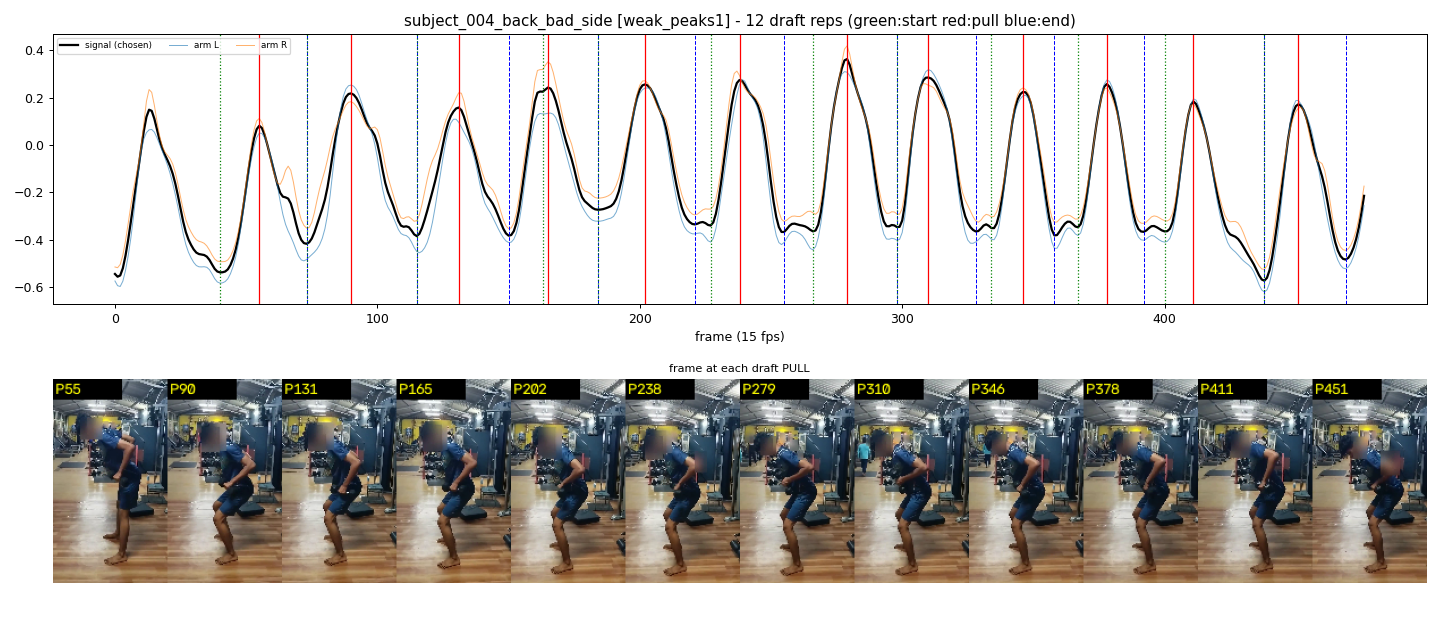 subject_004_back_bad_side [weak_peaks1] - 12 draft reps (green:start red:pull blue:end)
signal (chosen) arm L arm R
0.4
0.2
0.0
−0.2
−0.4
−0.6
0 100 200 300 400
frame (15 fps)
frame at each draft PULL
P55 P90 P131 P165 P202 P238 P279 P310 P346 P378 P411 P451